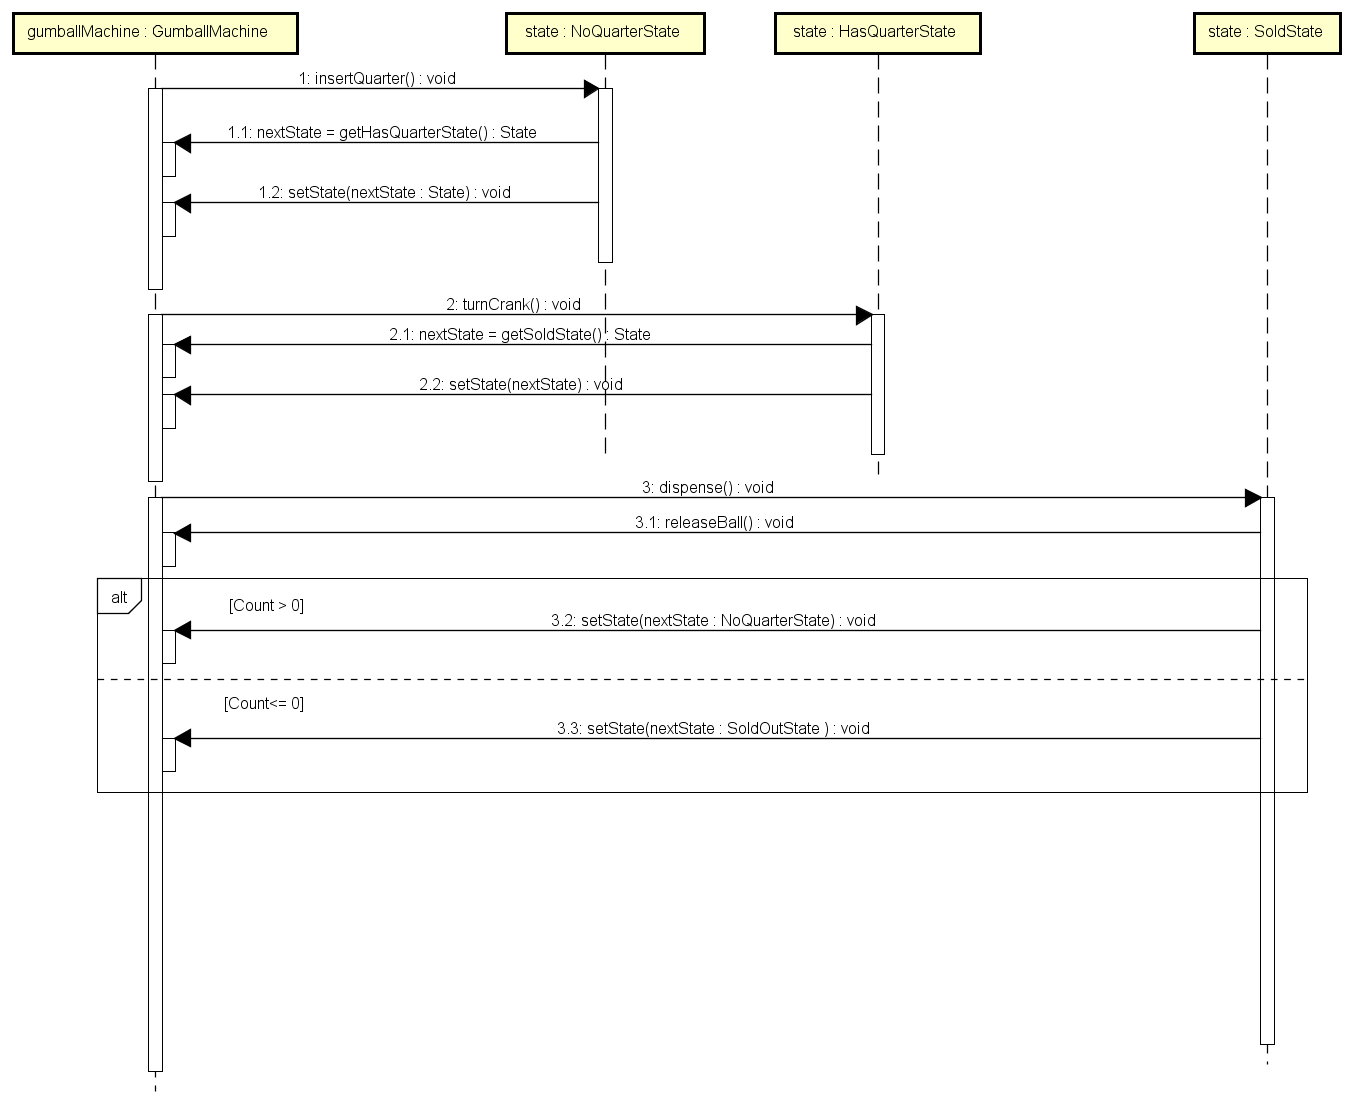 gumballMachine : GumballMachine
state : NoQuarterState
state : HasQuarterState
state : SoldState
1: insertQuarter() : void
1.1: nextState = getHasQuarterState() : State
1.2: setState(nextState : State) : void
2: turnCrank() : void
2.1: nextState = getSoldState() : State
2.2: setState(nextState) : void
3: dispense() : void
3.1: releaseBall() : void
alt
[Count > 0]
3.2: setState(nextState : NoQuarterState) : void
[Count<= 0]
3.3: setState(nextState : SoldOutState ) : void